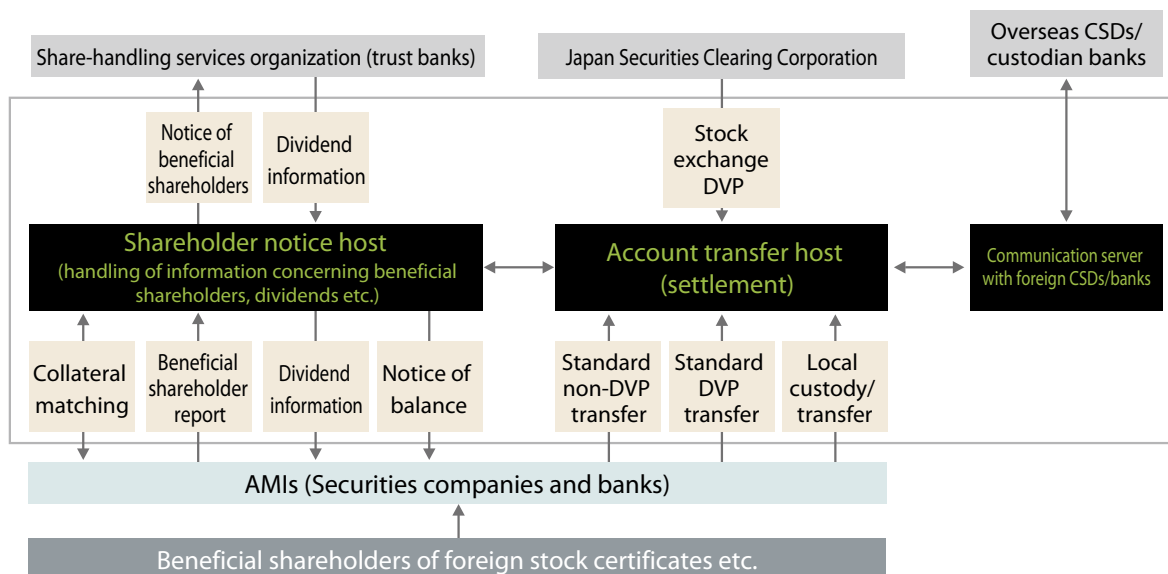 Share-handling services organization (trust banks)
Japan Securities Clearing Corporation
Overseas CSDs/
custodian banks
Notice of
beneficial
shareholders
Dividend
information
Stock
exchange
DVP
Shareholder notice host
(handling of information concerning beneficial
shareholders, dividends etc.)
Account transfer host
(settlement)
Communication server
with foreign CSDs/banks
Collateral
matching
Beneficial
shareholder
report
Dividend
information
Notice of
balance
Standard
non-DVP
transfer
Standard
DVP
transfer
Local
custody/
transfer
AMIs (Securities companies and banks)
Beneficial shareholders of foreign stock certificates etc.